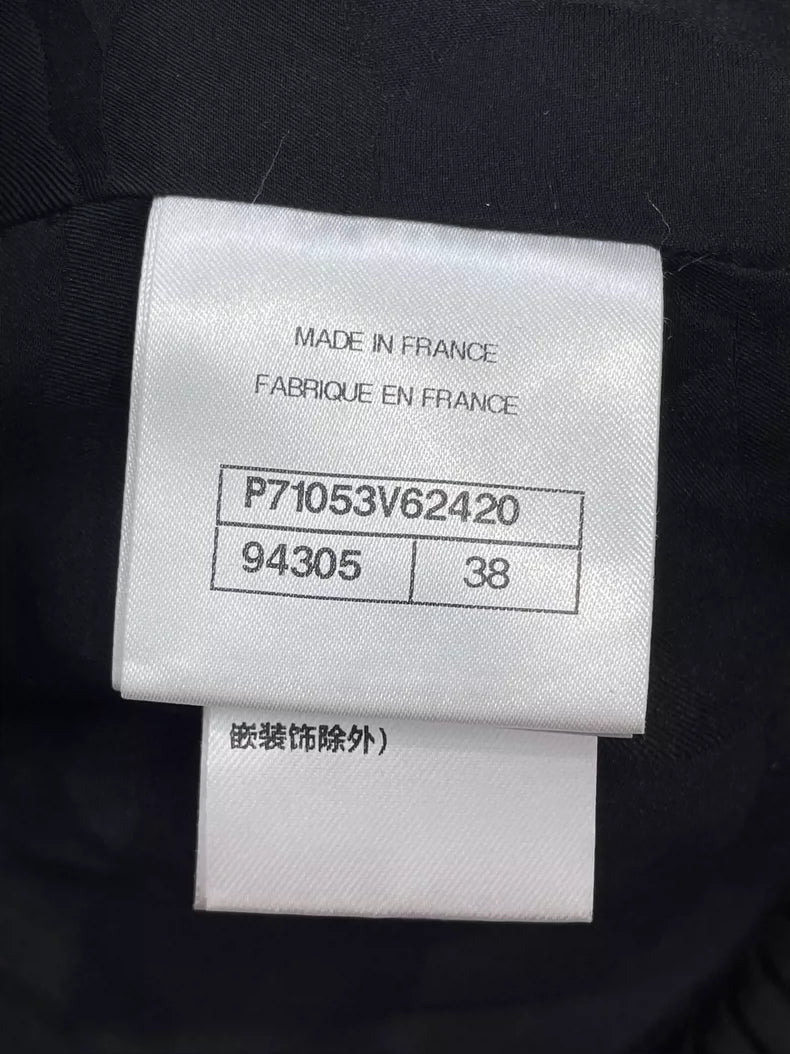 MADE IN FRANCE
FABRIQUE EN FRANCE
P71053V62420
94305 38
嵌装饰除外)